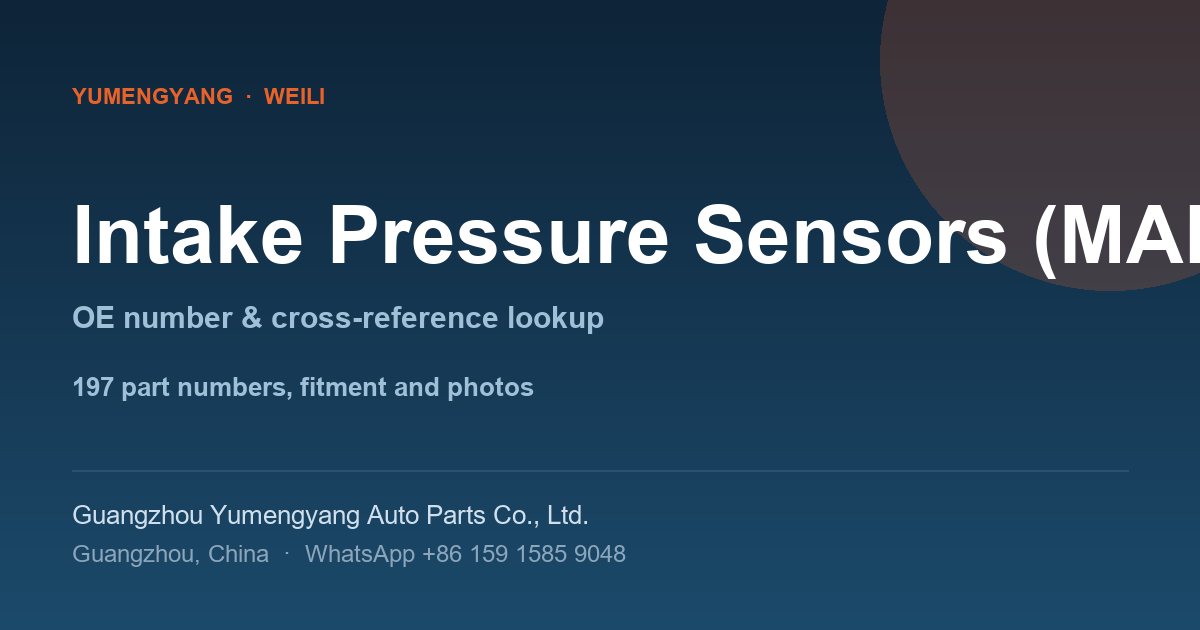 YUMENGYANG · WEILI
Intake Pressure Sensors (MA
OE number & cross-reference lookup
197 part numbers, fitment and photos
Guangzhou Yumengyang Auto Parts Co., Ltd.
Guangzhou, China · WhatsApp +86 159 1585 9048